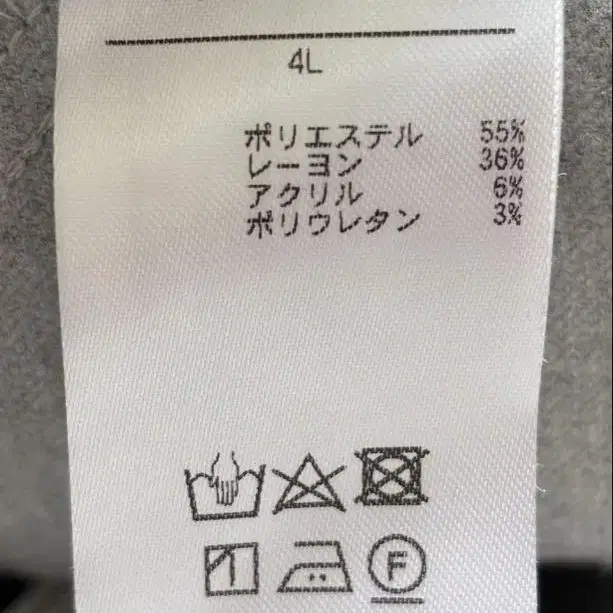 4L
ポリエステル 55%
レーヨン 36%
アクリル 6%
ポリウレタン 3%
F